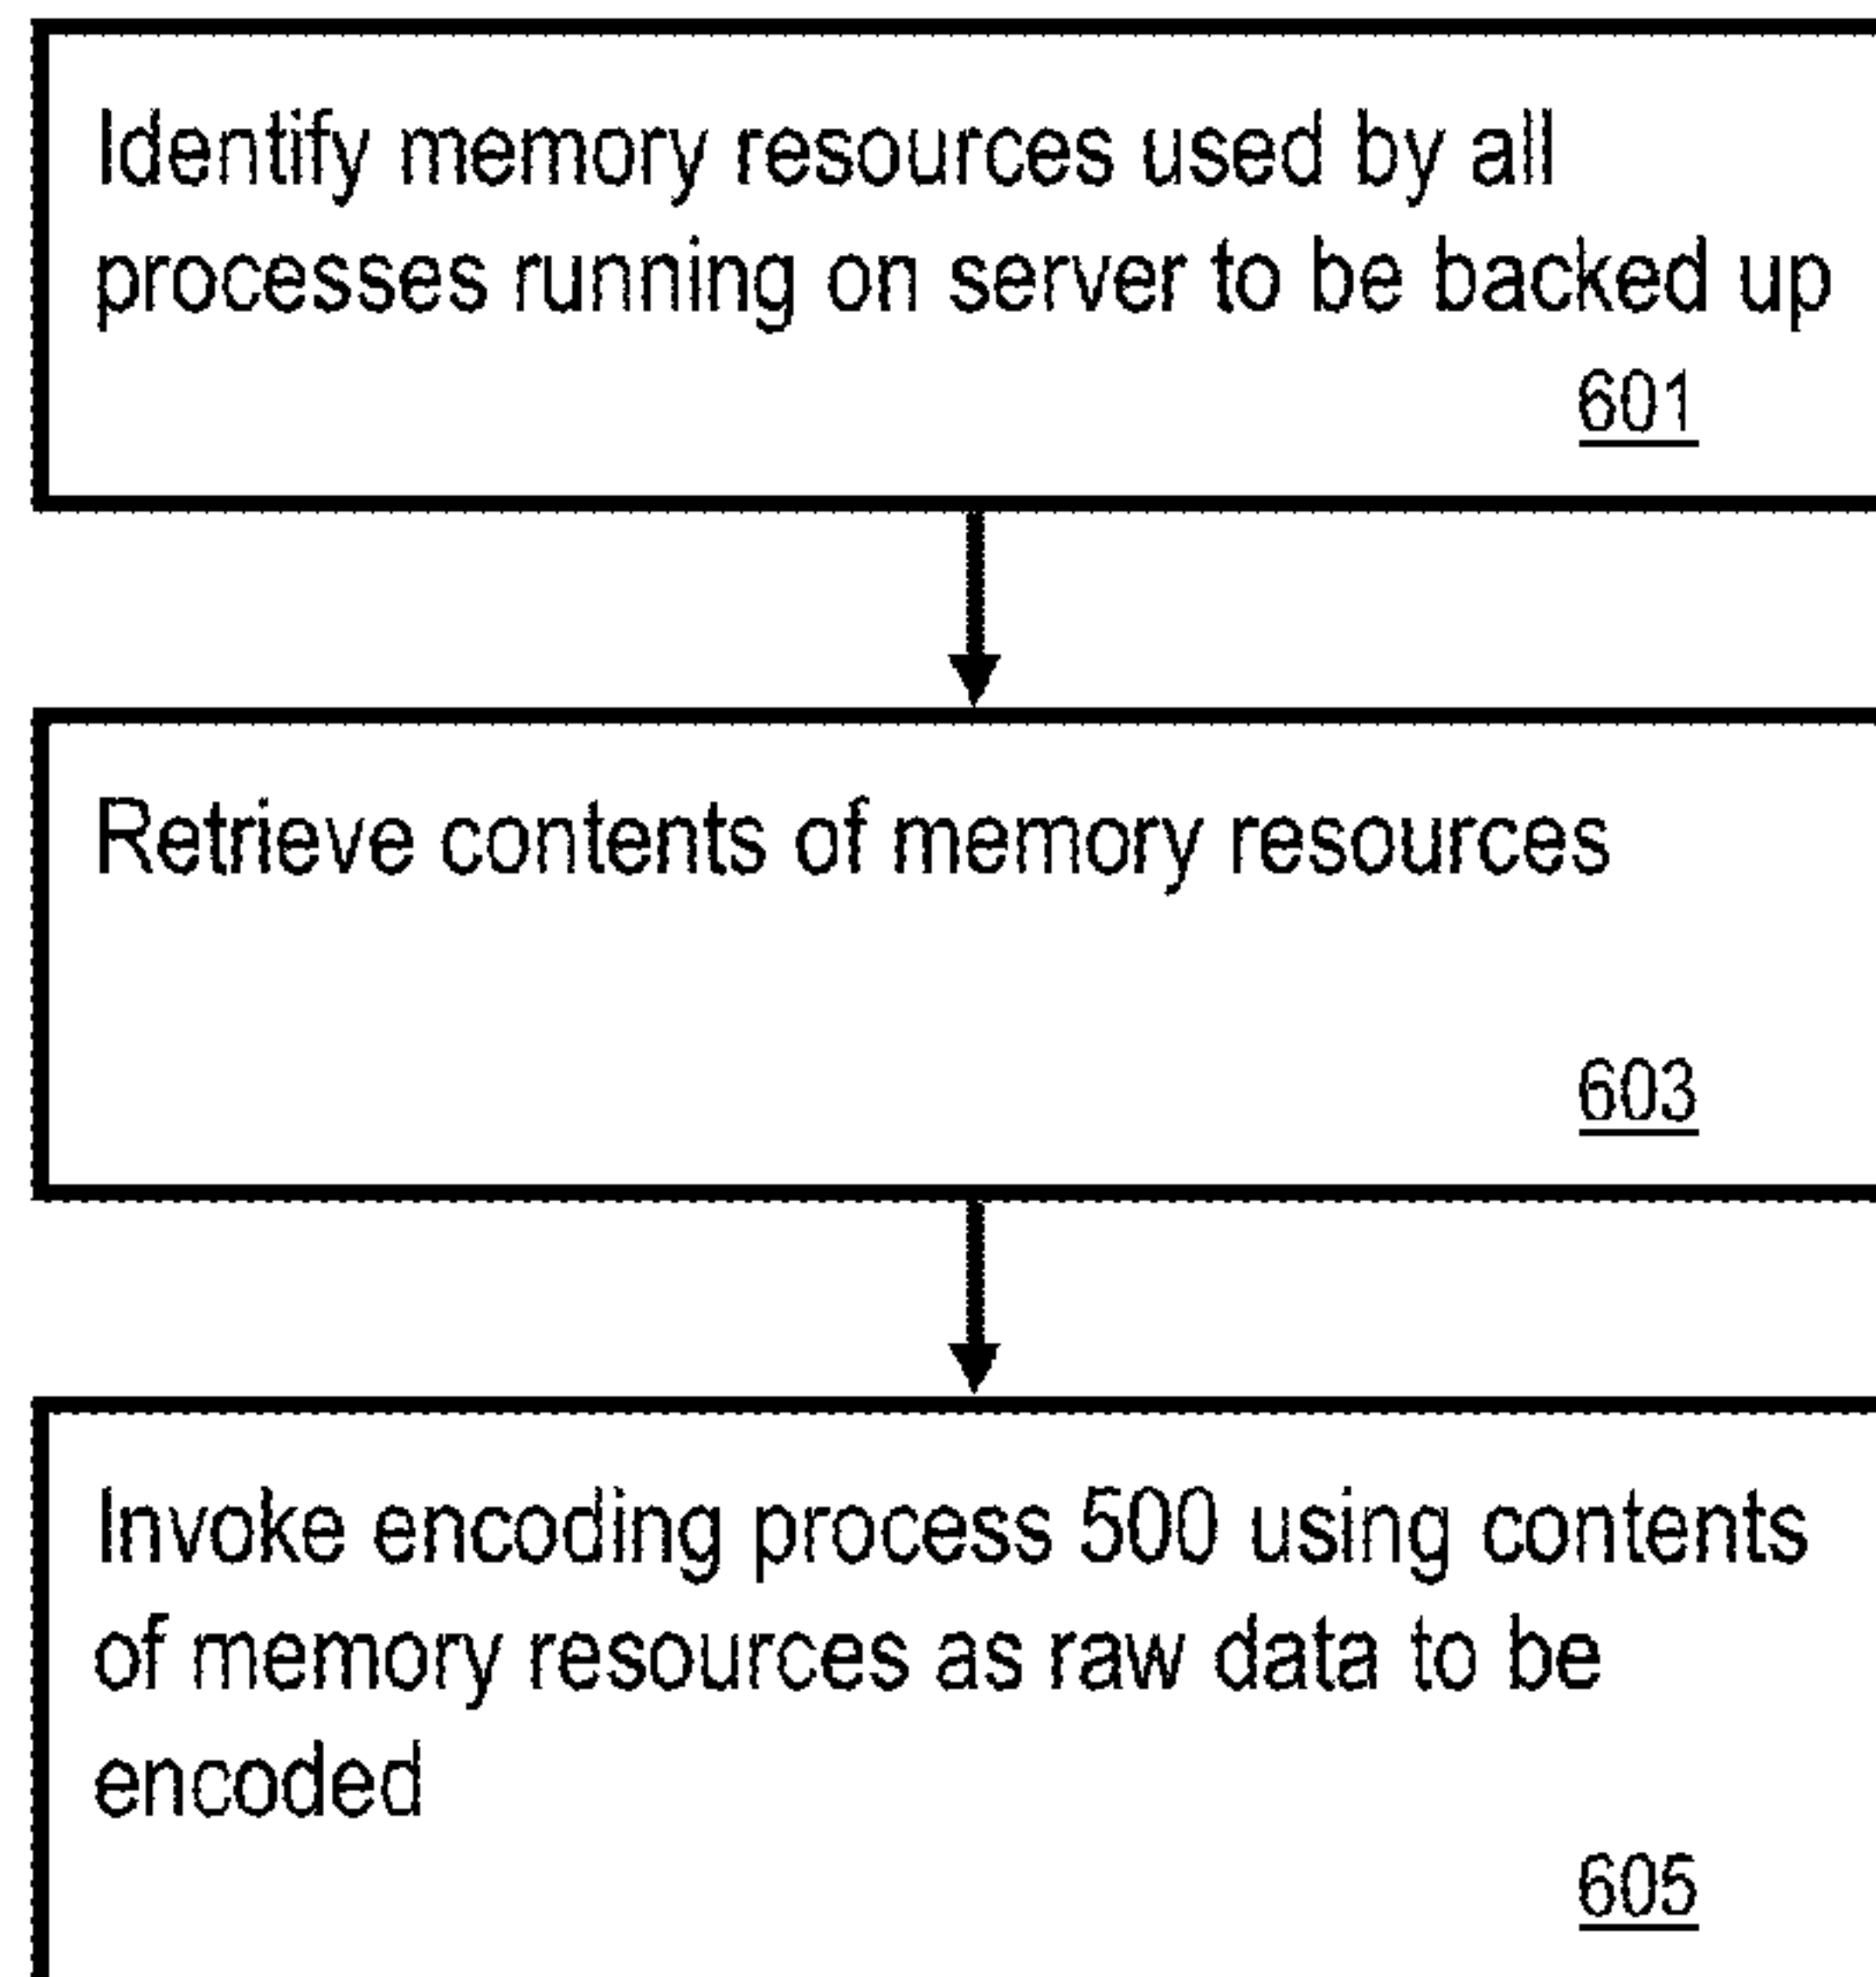 Identify memory resources used by all
processes running on server to be backed up
601
Retrieve contents of memory resources
603
Invoke encoding process 500 using contents
of memory resources as raw data to be
encoded
605